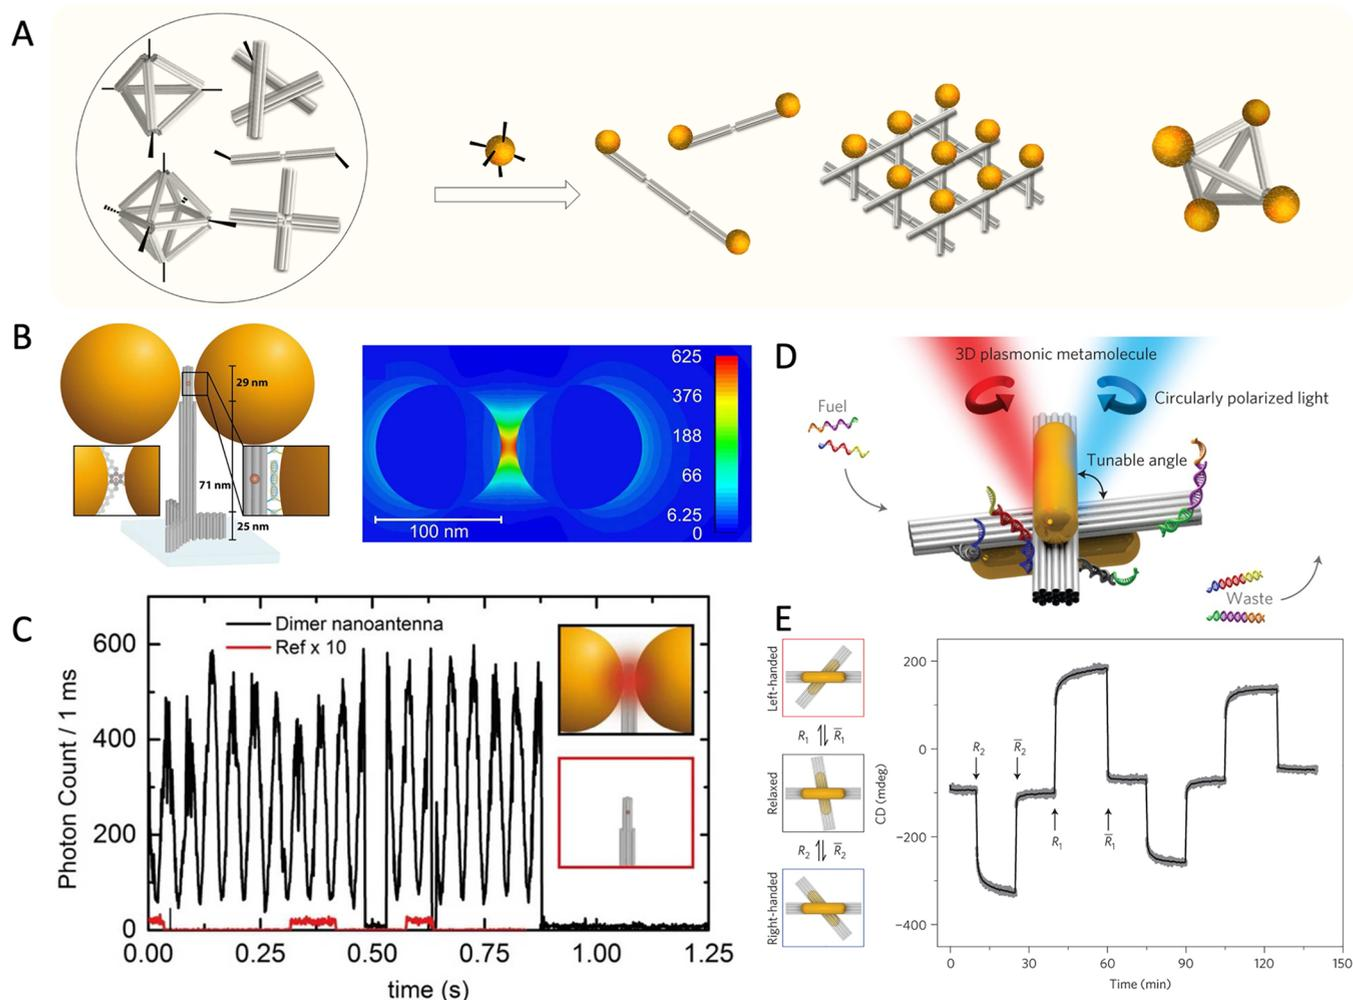 A
B
29 nm
71 nm
25 nm
100 nm
625
376
188
66
6.25
0
D
3D plasmonic metamolecule
Circularly polarized light
Fuel
Tunable angle
Waste
C
Dimer nanoantenna
Ref x 10
Photon Count / 1 ms
600
400
200
0
0.00
0.25
0.50
0.75
1.00
1.25
time (s)
E
Left-handed
R₁
R̅₁
Relaxed
R₂
R̅₂
Right-handed
CD (mdeg)
200
0
−200
−400
R₂
R̅₂
R₁
R̅₁
0
30
60
90
120
150
Time (min)